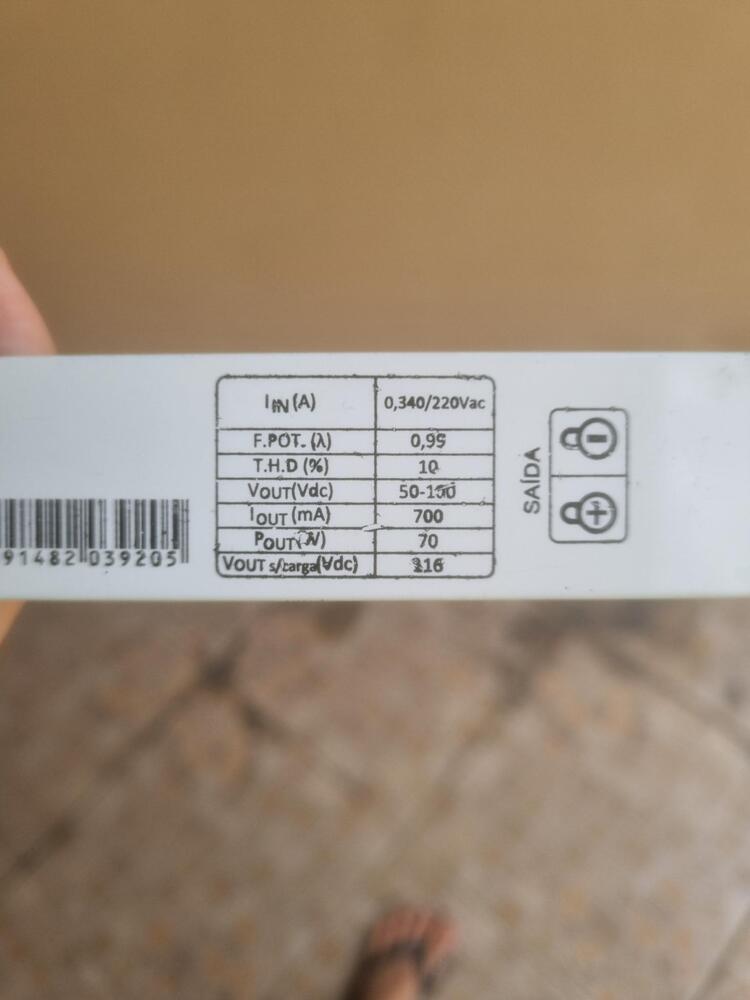 IIN (A) 0,340/220Vac
F.POT. (λ) 0,99
T.H.D (%) 10
VOUT(Vdc) 50-100
IOUT (mA) 700
POUT(W) 70
VOUT s/carga(Vdc) 116
SAÍDA
-
+
91482 039205